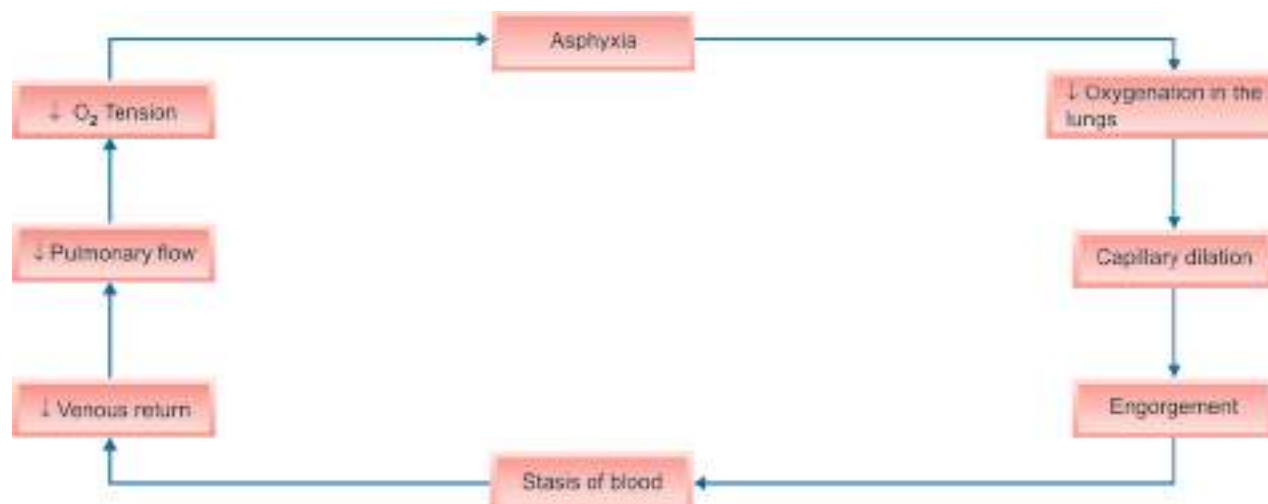 Asphyxia
↓ Oxygenation in the
lungs
Capillary dilation
Engorgement
Stasis of blood
↓ Venous return
↓ Pulmonary flow
↓ O₂ Tension